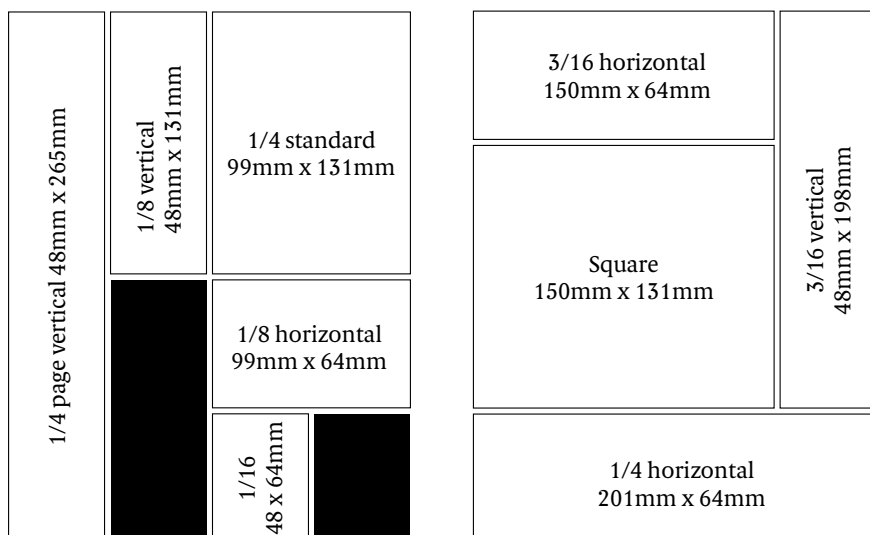 1/4 page vertical 48mm x 265mm
1/8 vertical
48mm x 131mm
1/4 standard
99mm x 131mm
1/8 horizontal
99mm x 64mm
1/16
48 x 64mm
3/16 horizontal
150mm x 64mm
Square
150mm x 131mm
3/16 vertical
48mm x 198mm
1/4 horizontal
201mm x 64mm